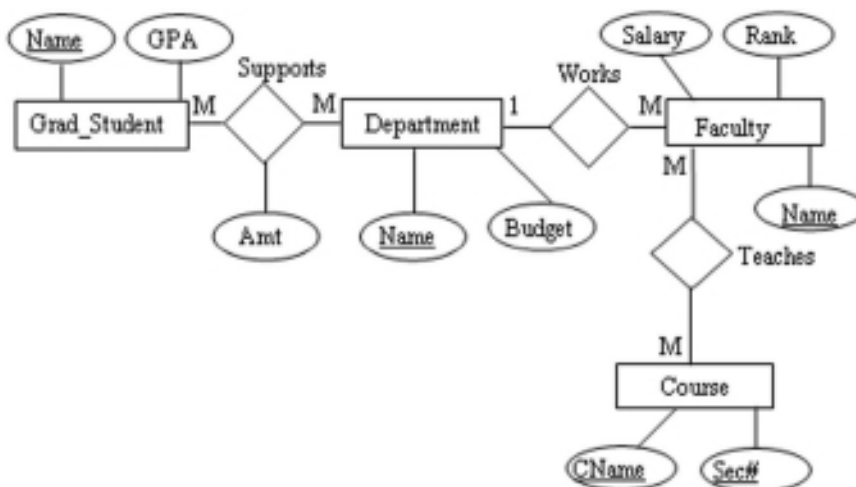 Name
GPA
Supports
Salary
Rank
Works
Grad_Student
M
M
Department
1
M
Faculty
M
Amt
Name
Budget
Name
Teaches
M
Course
CName
Sec#